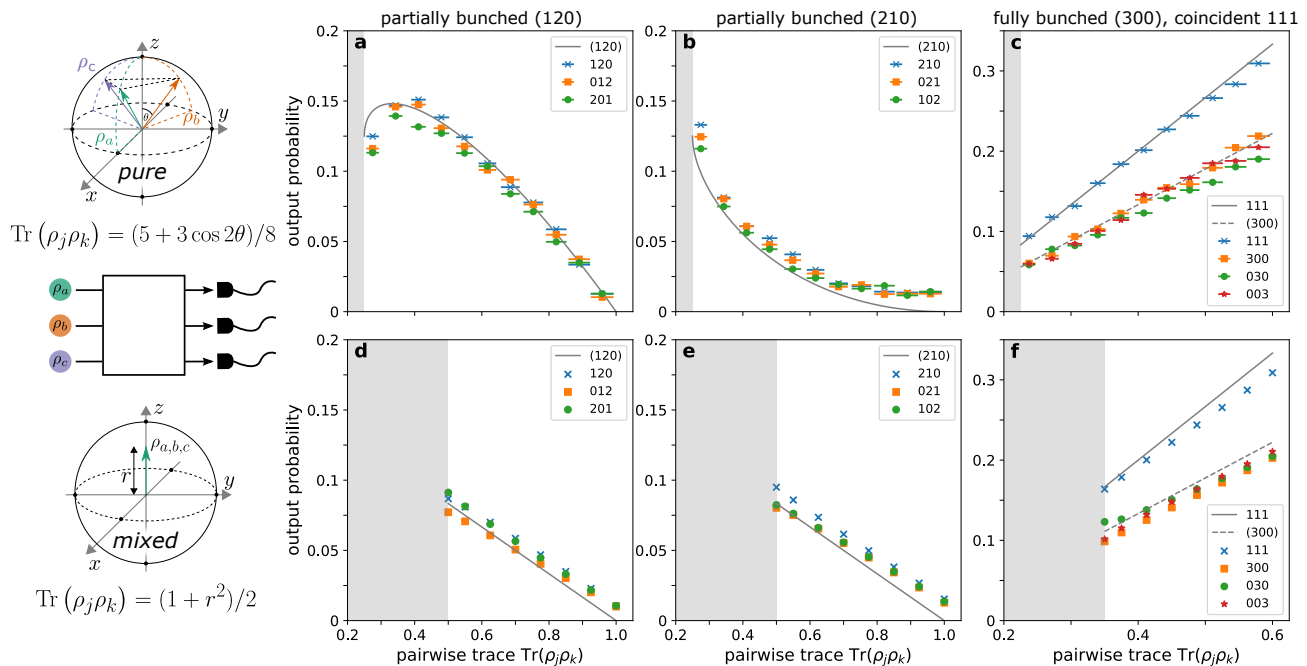 partially bunched (120)
partially bunched (210)
fully bunched (300), coincident 111
z
ρc
θ
ρb
y
ρa
pure
x
Tr (ρjρk) = (5 + 3 cos 2θ)/8
ρa
ρb
ρc
z
ρa,b,c
r
y
mixed
x
Tr (ρjρk) = (1 + r²)/2
output probability
0.2
0.15
0.1
0.05
0
a
(120)
120
012
201
0.2
0.15
0.1
0.05
0
b
(210)
210
021
102
0.3
0.2
0.1
0
c
111
(300)
111
300
030
003
output probability
0.2
0.15
0.1
0.05
0
d
(120)
120
012
201
0.2 0.4 0.6 0.8 1.0
pairwise trace Tr(ρjρk)
0.2
0.15
0.1
0.05
0
e
(210)
210
021
102
0.2 0.4 0.6 0.8 1.0
pairwise trace Tr(ρjρk)
0.3
0.2
0.1
0
f
111
(300)
111
300
030
003
0.2 0.4 0.6
pairwise trace Tr(ρjρk)